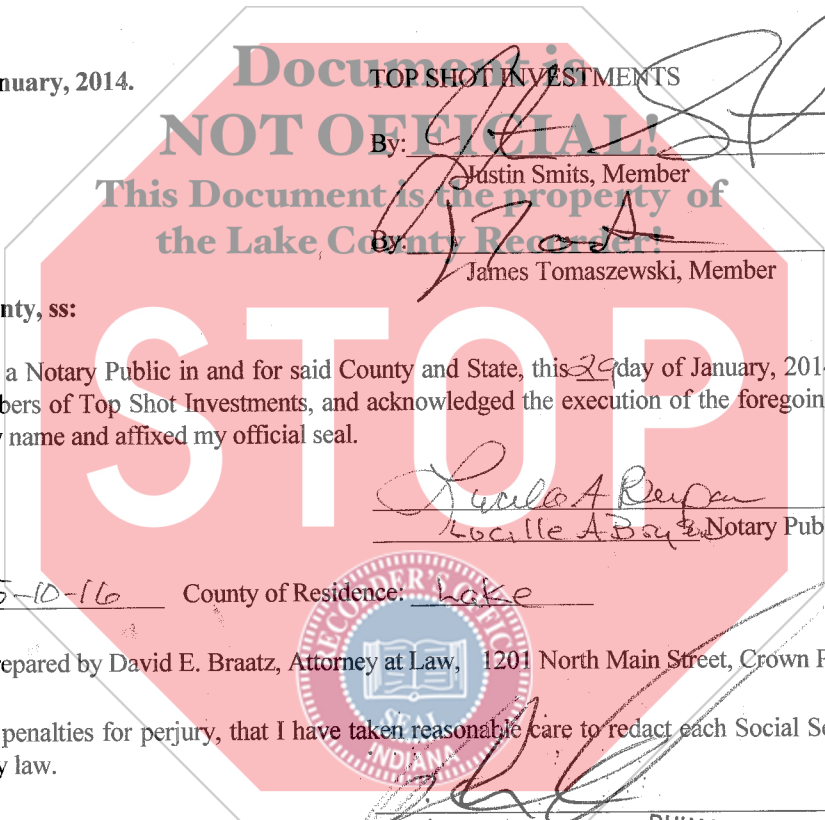 Document is
nuary, 2014.
TOP SHOT INVESTMENTS
NOT OFFICIAL!
By:
Justin Smits, Member
This Document is the property of
the Lake County Recorder!
By:
James Tomaszewski, Member
nty, ss:
STOP
a Notary Public in and for said County and State, this 29 day of January, 201
bers of Top Shot Investments, and acknowledged the execution of the foregoin
name and affixed my official seal.
Lucille A
Notary Pub
-10-16 County of Residence: Lake
RECORDER'S OFFIC
SEAL
INDIANA
epared by David E. Braatz, Attorney at Law, 1201 North Main Street, Crown P
penalties for perjury, that I have taken reasonable care to redact each Social Se
y law.